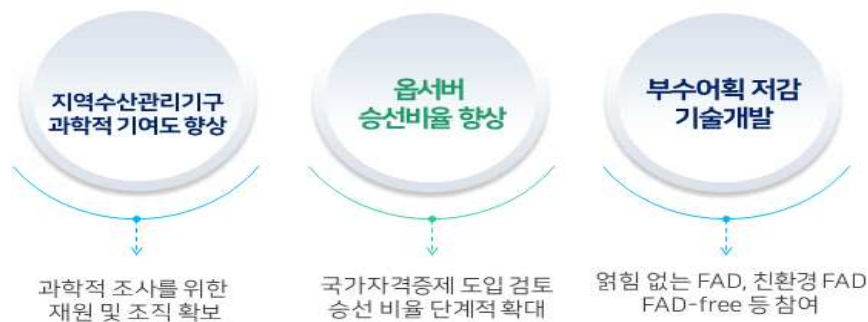 지역수산관리기구
과학적 기여도 향상
옵서버
승선비율 향상
부수어획 저감
기술개발
과학적 조사를 위한
재원 및 조직 확보
국가자격증제 도입 검토
승선 비율 단계적 확대
얽힘 없는 FAD, 친환경 FAD
FAD-free 등 참여